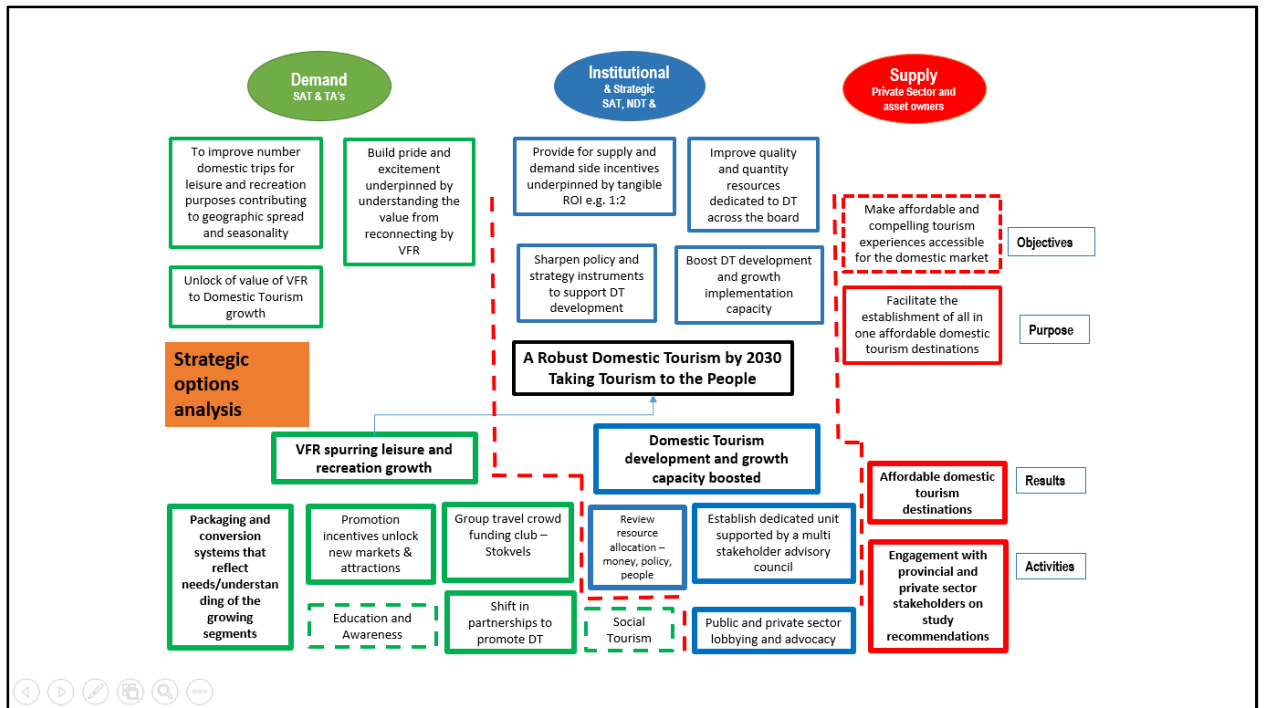 Demand
SAT & TA's
Institutional
& Strategic
SAT, NDT &
Supply
Private Sector and
asset owners
To improve number
domestic trips for
leisure and recreation
purposes contributing
to geographic spread
and seasonality
Build pride and
excitement
underpinned by
understanding the
value from
reconnecting by
VFR
Provide for supply and
demand side incentives
underpinned by tangible
ROI e.g. 1:2
Improve quality
and quantity
resources
dedicated to DT
across the board
Make affordable and
compelling tourism
experiences accessible
for the domestic market
Objectives
Unlock of value of VFR
to Domestic Tourism
growth
Sharpen policy and
strategy instruments
to support DT
development
Boost DT development
and growth
implementation
capacity
Facilitate the
establishment of all in
one affordable domestic
tourism destinations
Purpose
Strategic
options
analysis
A Robust Domestic Tourism by 2030
Taking Tourism to the People
VFR spurring leisure and
recreation growth
Domestic Tourism
development and growth
capacity boosted
Affordable domestic
tourism
destinations
Results
Packaging and
conversion
systems that
reflect
needs/understan
ding of the
growing
segments
Promotion
incentives unlock
new markets &
attractions
Group travel crowd
funding club –
Stokvels
Review
resource
allocation –
money, policy,
people
Establish dedicated unit
supported by a multi
stakeholder advisory
council
Engagement with
provincial and
private sector
stakeholders on
study
recommendations
Activities
Education and
Awareness
Shift in
partnerships to
promote DT
Social
Tourism
Public and private sector
lobbying and advocacy